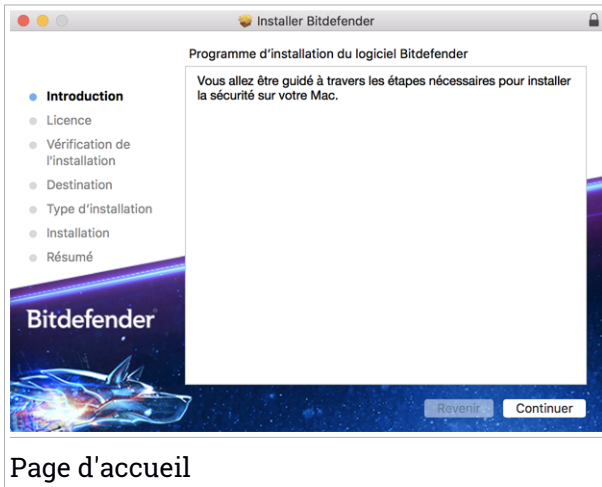 Installer Bitdefender
Programme d'installation du logiciel Bitdefender
Introduction
Licence
Vérification de
l'installation
Destination
Type d'installation
Installation
Résumé
Vous allez être guidé à travers les étapes nécessaires pour installer
la sécurité sur votre Mac.
Bitdefender
Revenir
Continuer
Page d'accueil